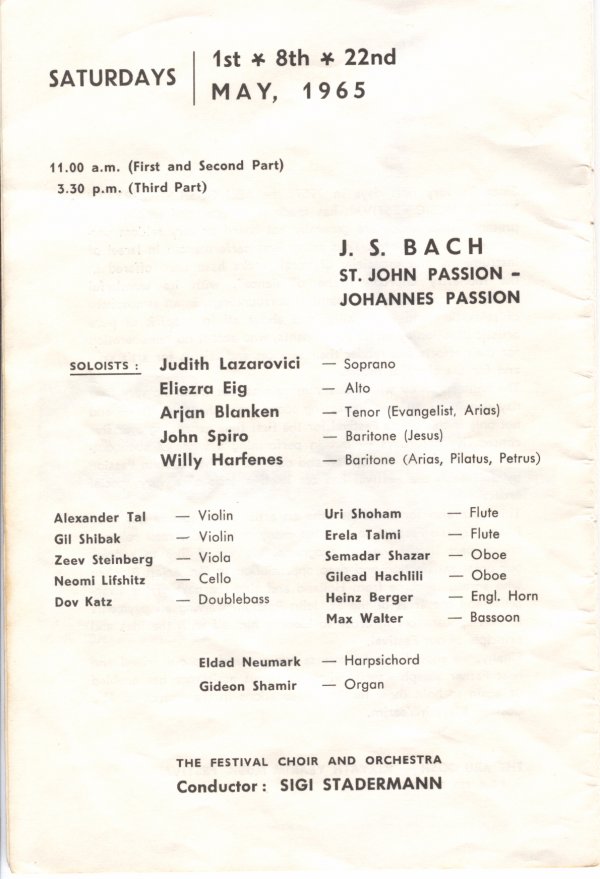 SATURDAYS
1st * 8th * 22nd
MAY, 1965
11.00 a.m. (First and Second Part)
3.30 p.m. (Third Part)
J. S. BACH
ST. JOHN PASSION –
JOHANNES PASSION
SOLOISTS : Judith Lazarovici — Soprano
Eliezra Eig — Alto
Arjan Blanken — Tenor (Evangelist, Arias)
John Spiro — Baritone (Jesus)
Willy Harfenes — Baritone (Arias, Pilatus, Petrus)
Alexander Tal — Violin
Gil Shibak — Violin
Zeev Steinberg — Viola
Neomi Lifshitz — Cello
Dov Katz — Doublebass
Uri Shoham — Flute
Erela Talmi — Flute
Semadar Shazar — Oboe
Gilead Hachlili — Oboe
Heinz Berger — Engl. Horn
Max Walter — Bassoon
Eldad Neumark — Harpsichord
Gideon Shamir — Organ
THE FESTIVAL CHOIR AND ORCHESTRA
Conductor : SIGI STADERMANN